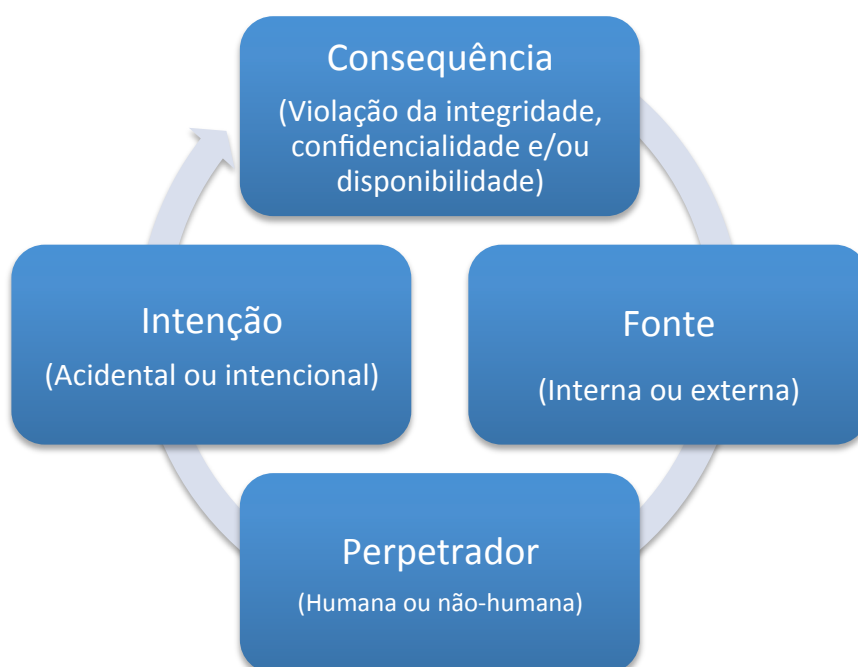 Consequência
(Violação da integridade,
confidencialidade e/ou
disponibilidade)
Intenção
(Acidental ou intencional)
Fonte
(Interna ou externa)
Perpetrador
(Humana ou não-humana)